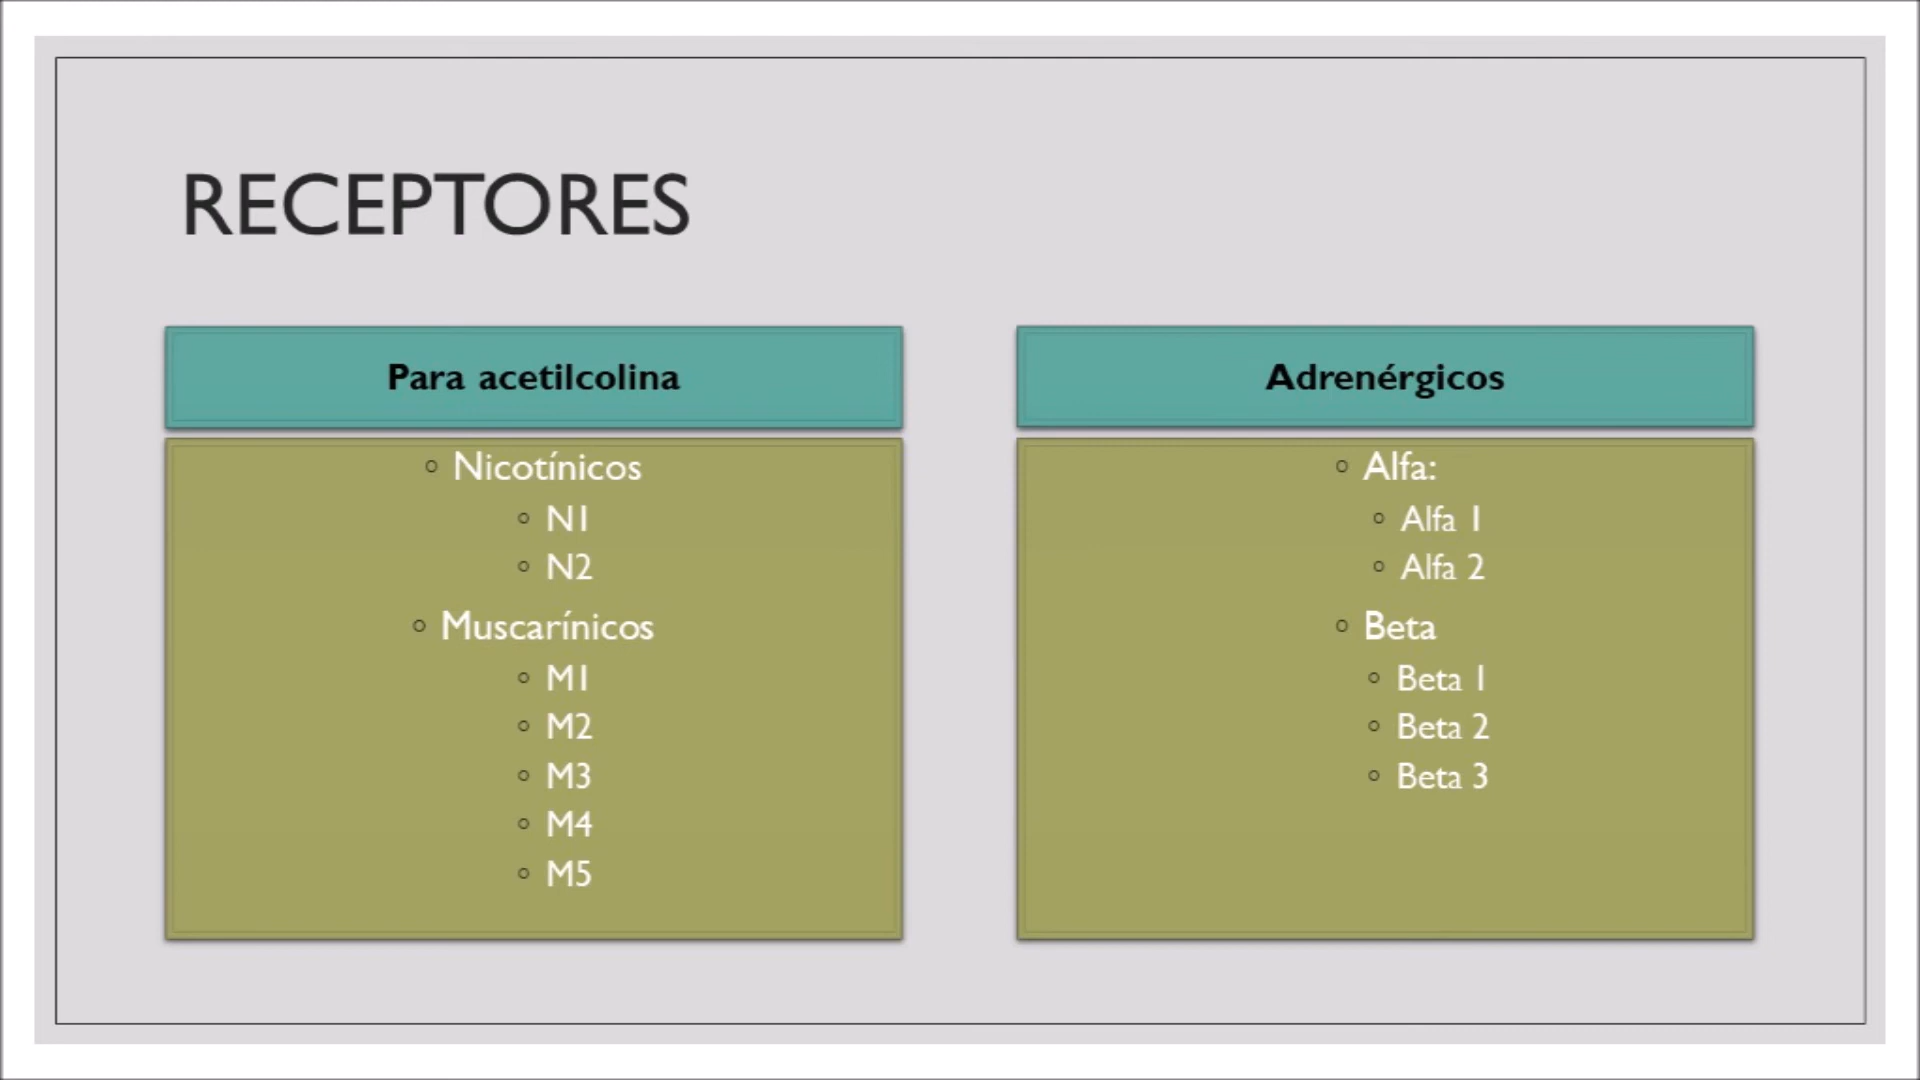 RECEPTORES
Para acetilcolina
Nicotínicos
N1
N2
Muscarínicos
M1
M2
M3
M4
M5
Adrenérgicos
Alfa:
Alfa 1
Alfa 2
Beta
Beta 1
Beta 2
Beta 3